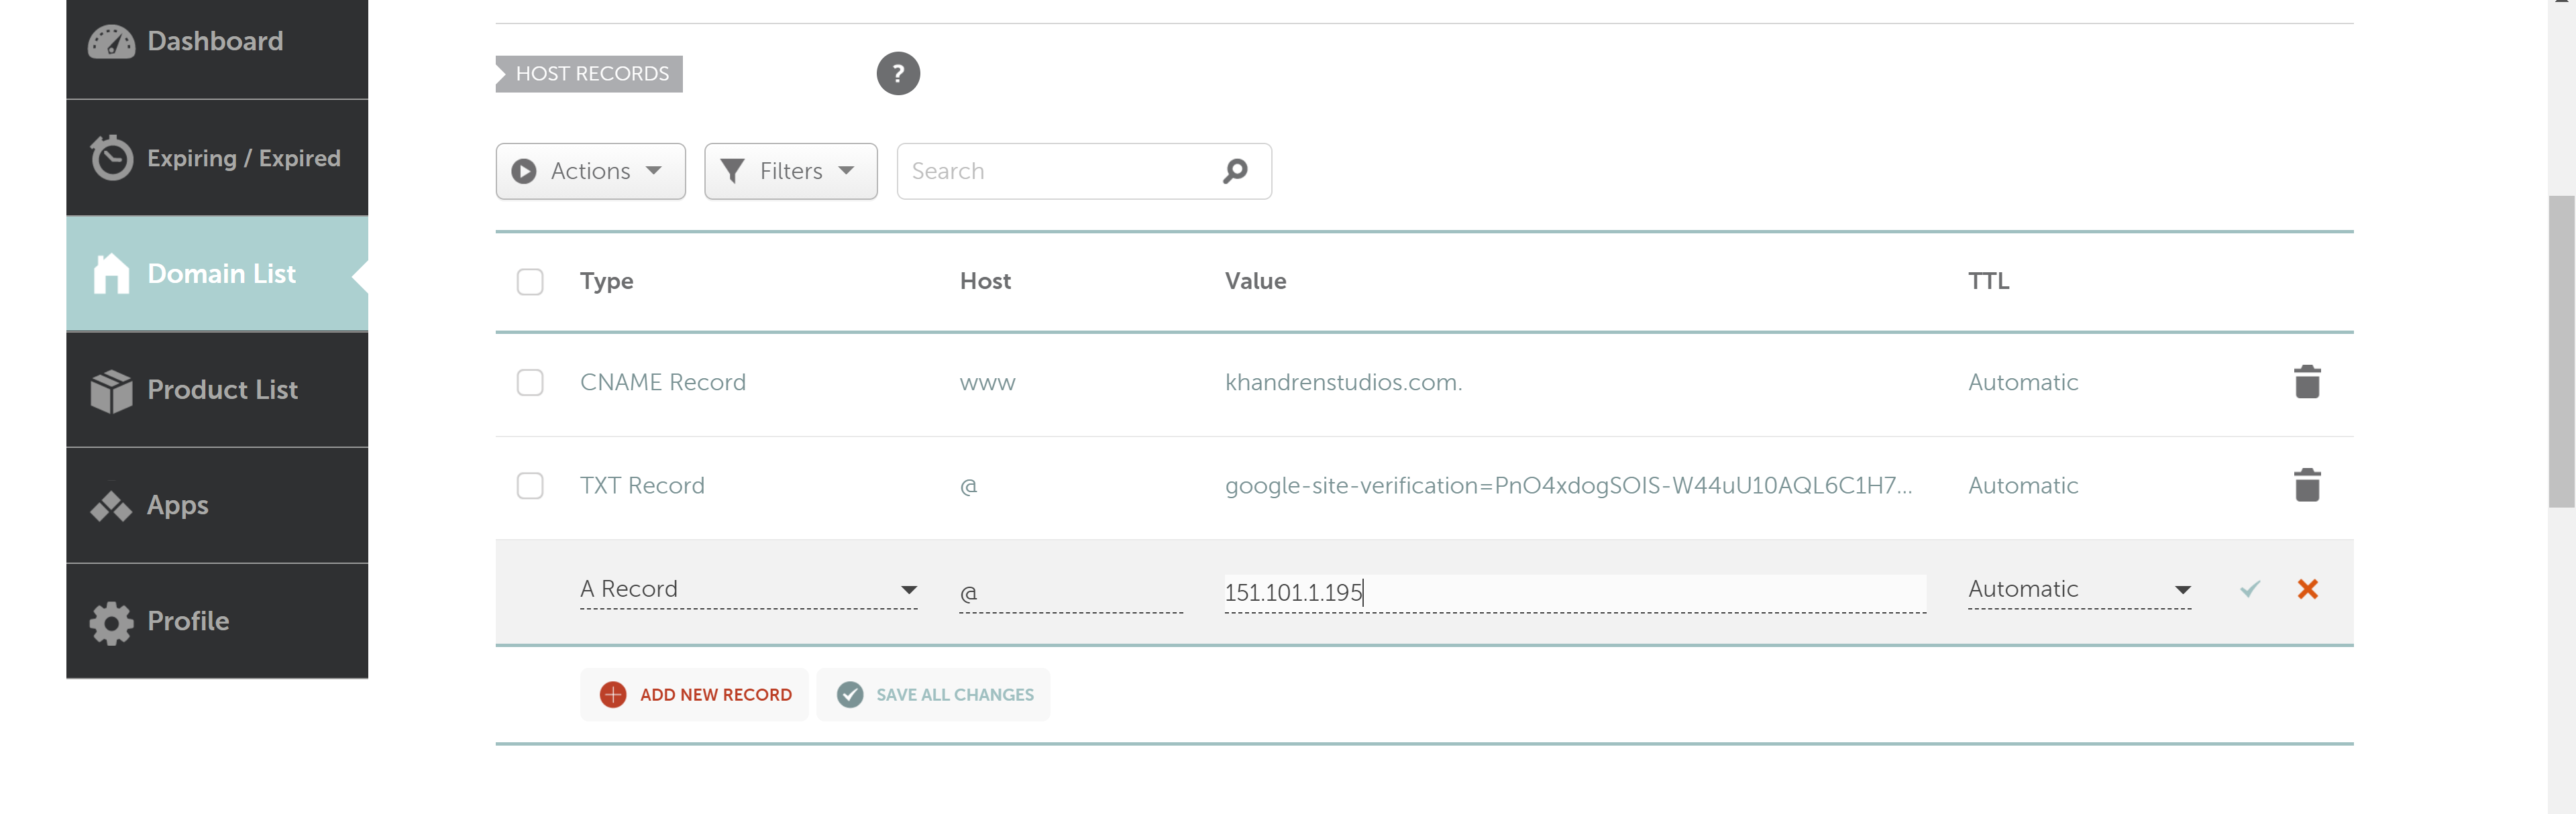 Dashboard
Expiring / Expired
Domain List
Product List
Apps
Profile
HOST RECORDS
?
Actions
Filters
Search
Type Host Value TTL
CNAME Record www khandrenstudios.com. Automatic
TXT Record @ google-site-verification=PnO4xdogSOIS-W44uU10AQL6C1H7... Automatic
A Record @ 151.101.1.195 Automatic
ADD NEW RECORD SAVE ALL CHANGES